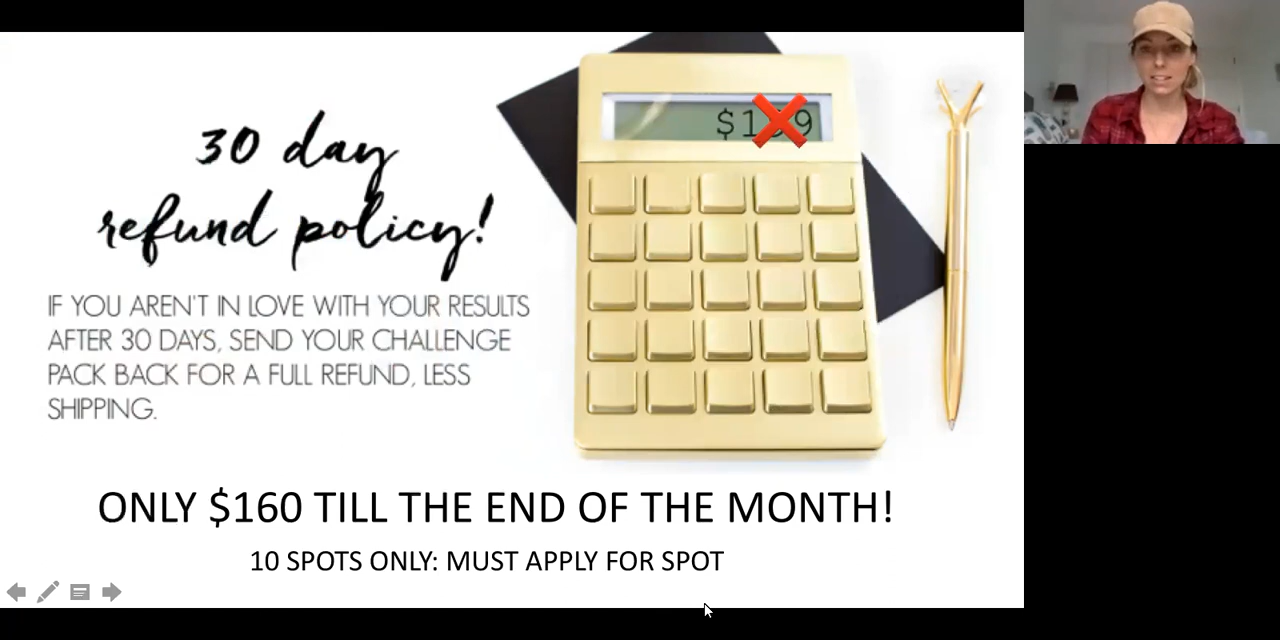 30 day
refund policy!
IF YOU AREN'T IN LOVE WITH YOUR RESULTS
AFTER 30 DAYS, SEND YOUR CHALLENGE
PACK BACK FOR A FULL REFUND, LESS
SHIPPING.
ONLY $160 TILL THE END OF THE MONTH!
10 SPOTS ONLY: MUST APPLY FOR SPOT